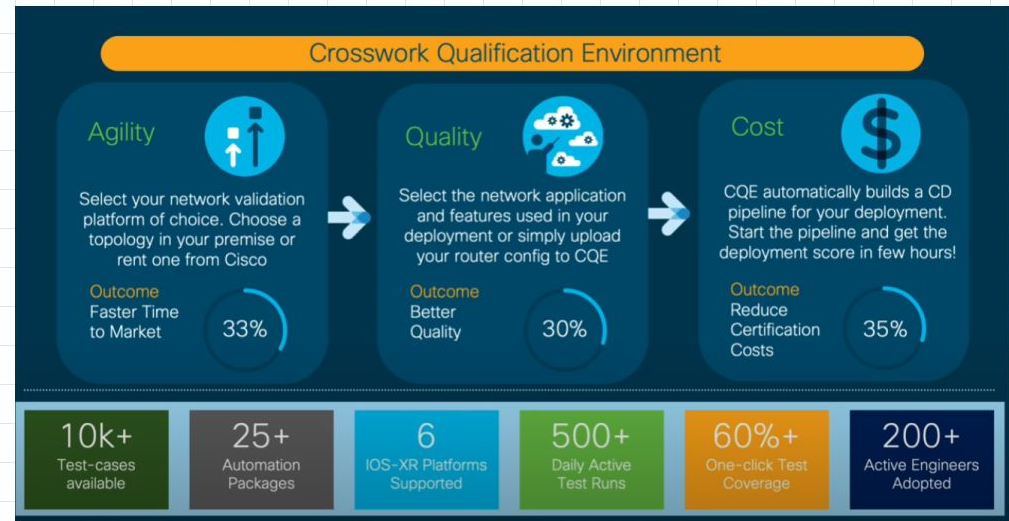 Crosswork Qualification Environment
Agility
Select your network validation
platform of choice. Choose a
topology in your premise or
rent one from Cisco
Outcome
Faster Time
to Market
33%
Quality
Select the network application
and features used in your
deployment or simply upload
your router config to CQE
Outcome
Better
Quality
30%
Cost
$
CQE automatically builds a CD
pipeline for your deployment.
Start the pipeline and get the
deployment score in few hours!
Outcome
Reduce
Certification
Costs
35%
10k+
Test-cases
available
25+
Automation
Packages
6
IOS-XR Platforms
Supported
500+
Daily Active
Test Runs
60%+
One-click Test
Coverage
200+
Active Engineers
Adopted